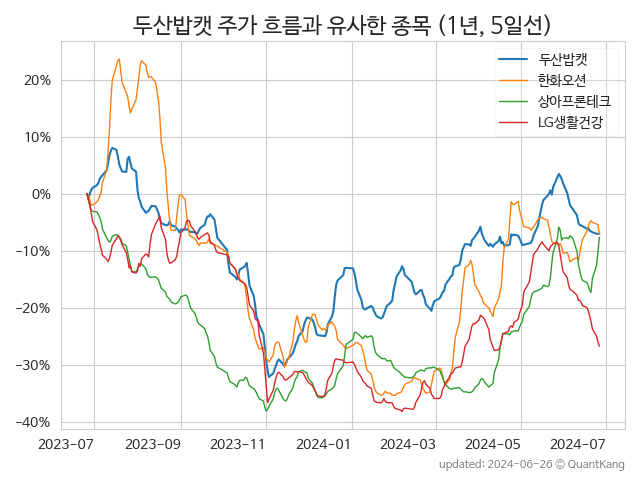 두산밥캣 주가 흐름과 유사한 종목 (1년, 5일선)
두산밥캣
한화오션
상아프론테크
LG생활건강
20%
10%
0%
−10%
−20%
−30%
−40%
2023-07 2023-09 2023-11 2024-01 2024-03 2024-05 2024-07
updated: 2024-06-26 © QuantKang